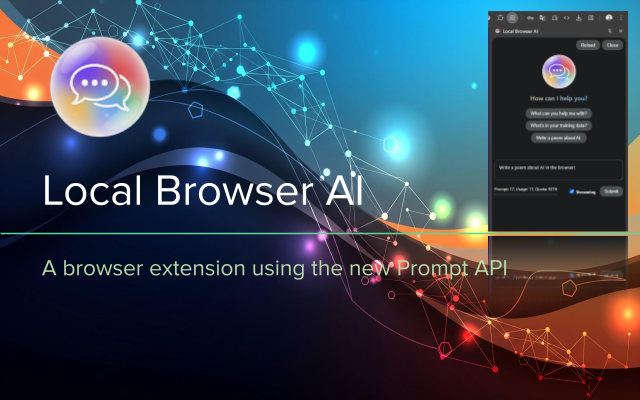 Local Browser AI
A browser extension using the new Prompt API
Local Browser AI
Reload Close
How can I help you?
What can you help me with?
What's in your training data?
Write a poem about AI
Write a poem about AI in the browser!
Streaming
Submit